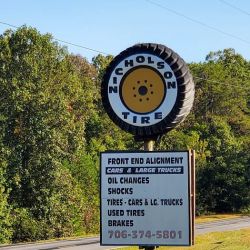 NICHOLSON
TIRE
FRONT END ALIGNMENT
CARS & LARGE TRUCKS
OIL CHANGES
SHOCKS
TIRES - CARS & LG. TRUCKS
USED TIRES
BRAKES
706-374-5801